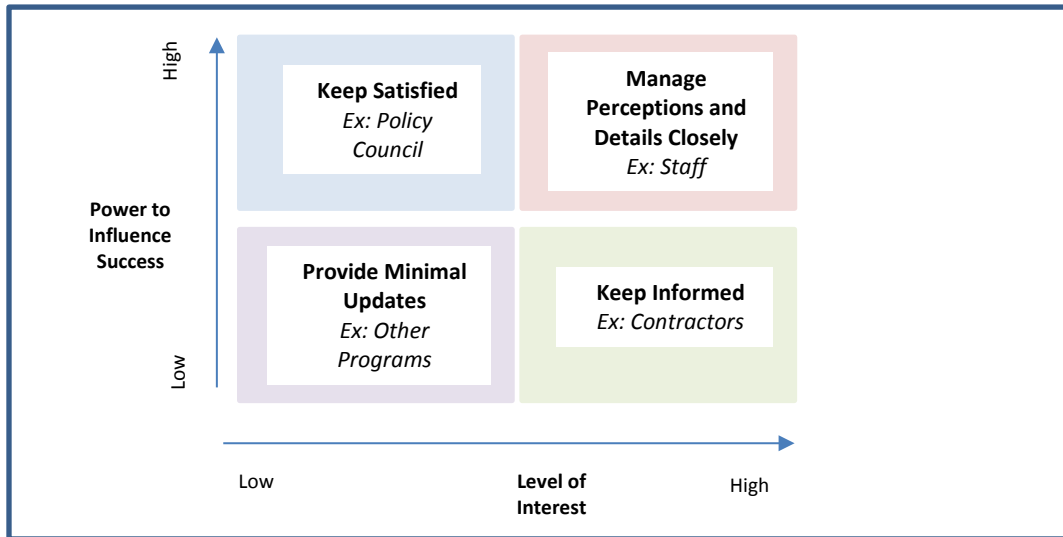 High
Keep Satisfied
Ex: Policy
Council
Manage
Perceptions and
Details Closely
Ex: Staff
Power to
Influence
Success
Provide Minimal
Updates
Ex: Other
Programs
Keep Informed
Ex: Contractors
Low
Low
Level of
Interest
High